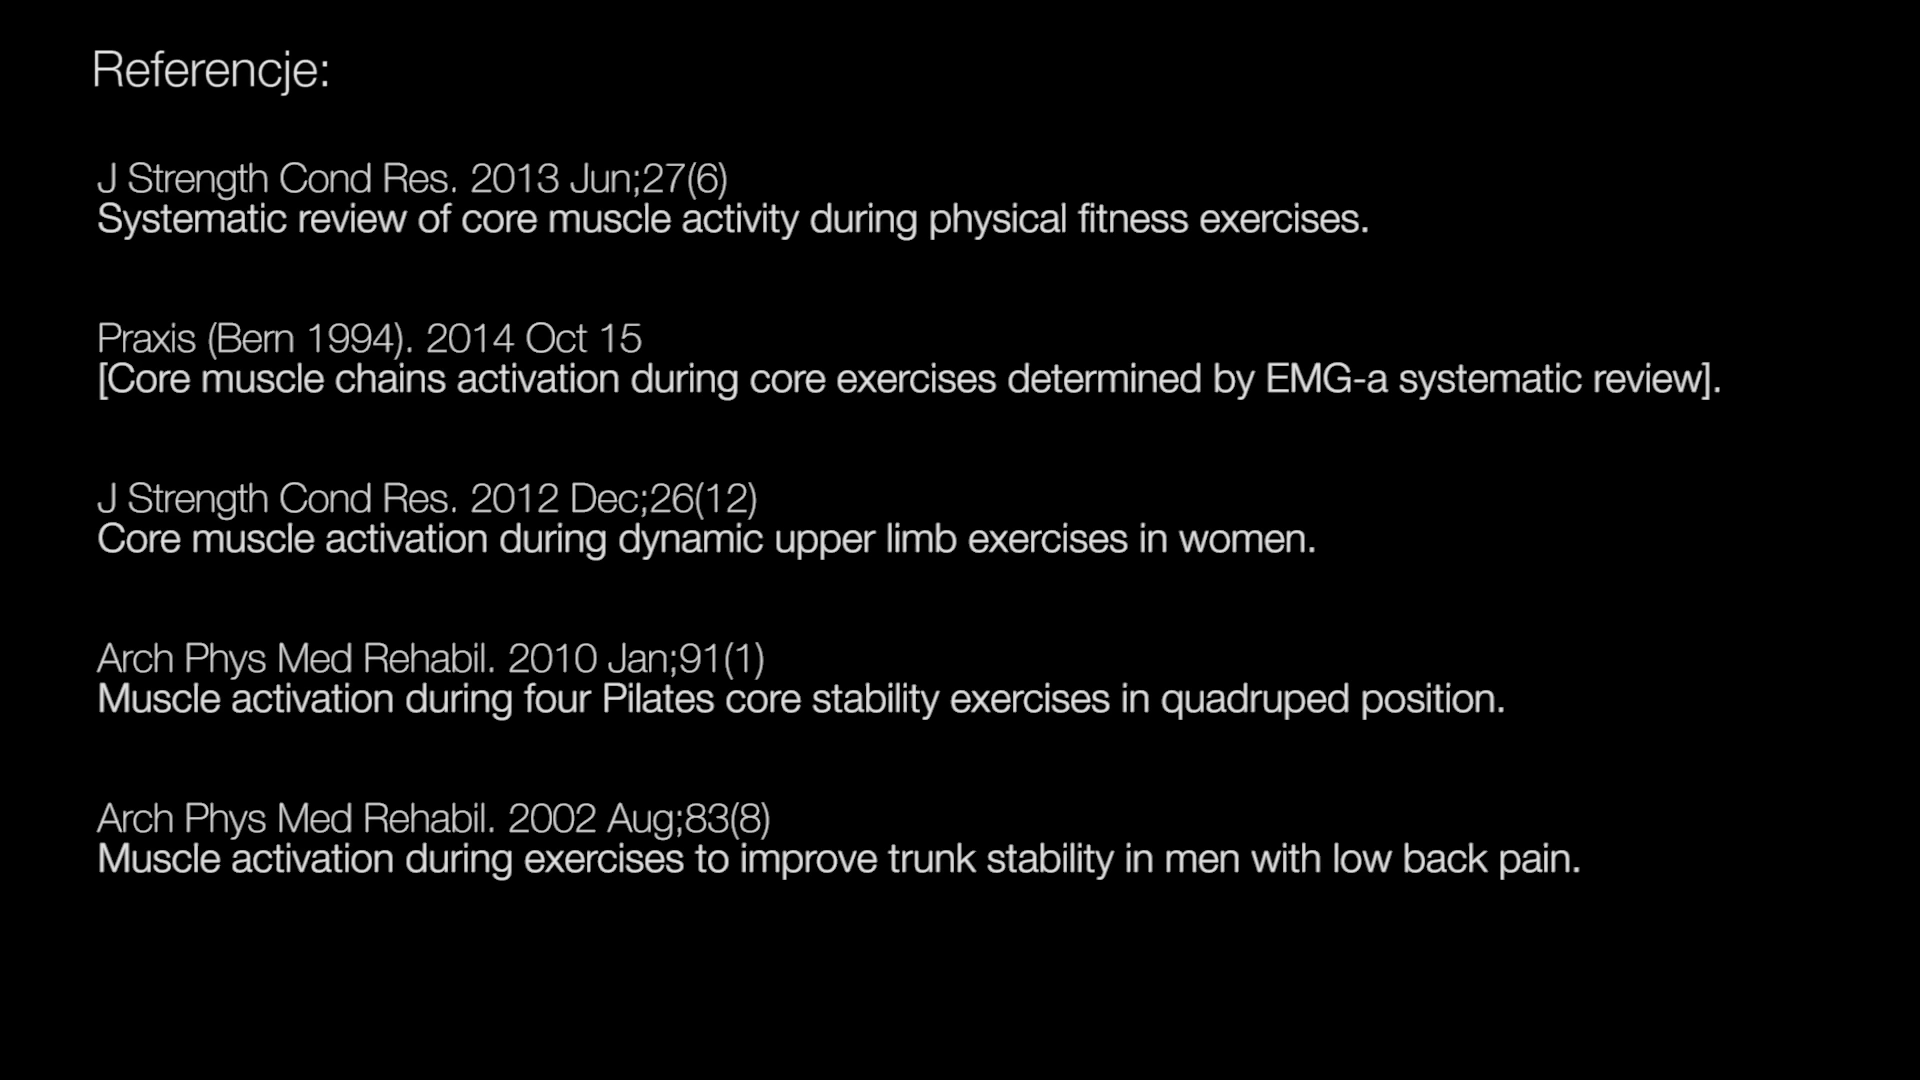 Referencje:
J Strength Cond Res. 2013 Jun;27(6)
Systematic review of core muscle activity during physical fitness exercises.
Praxis (Bern 1994). 2014 Oct 15
[Core muscle chains activation during core exercises determined by EMG-a systematic review].
J Strength Cond Res. 2012 Dec;26(12)
Core muscle activation during dynamic upper limb exercises in women.
Arch Phys Med Rehabil. 2010 Jan;91(1)
Muscle activation during four Pilates core stability exercises in quadruped position.
Arch Phys Med Rehabil. 2002 Aug;83(8)
Muscle activation during exercises to improve trunk stability in men with low back pain.